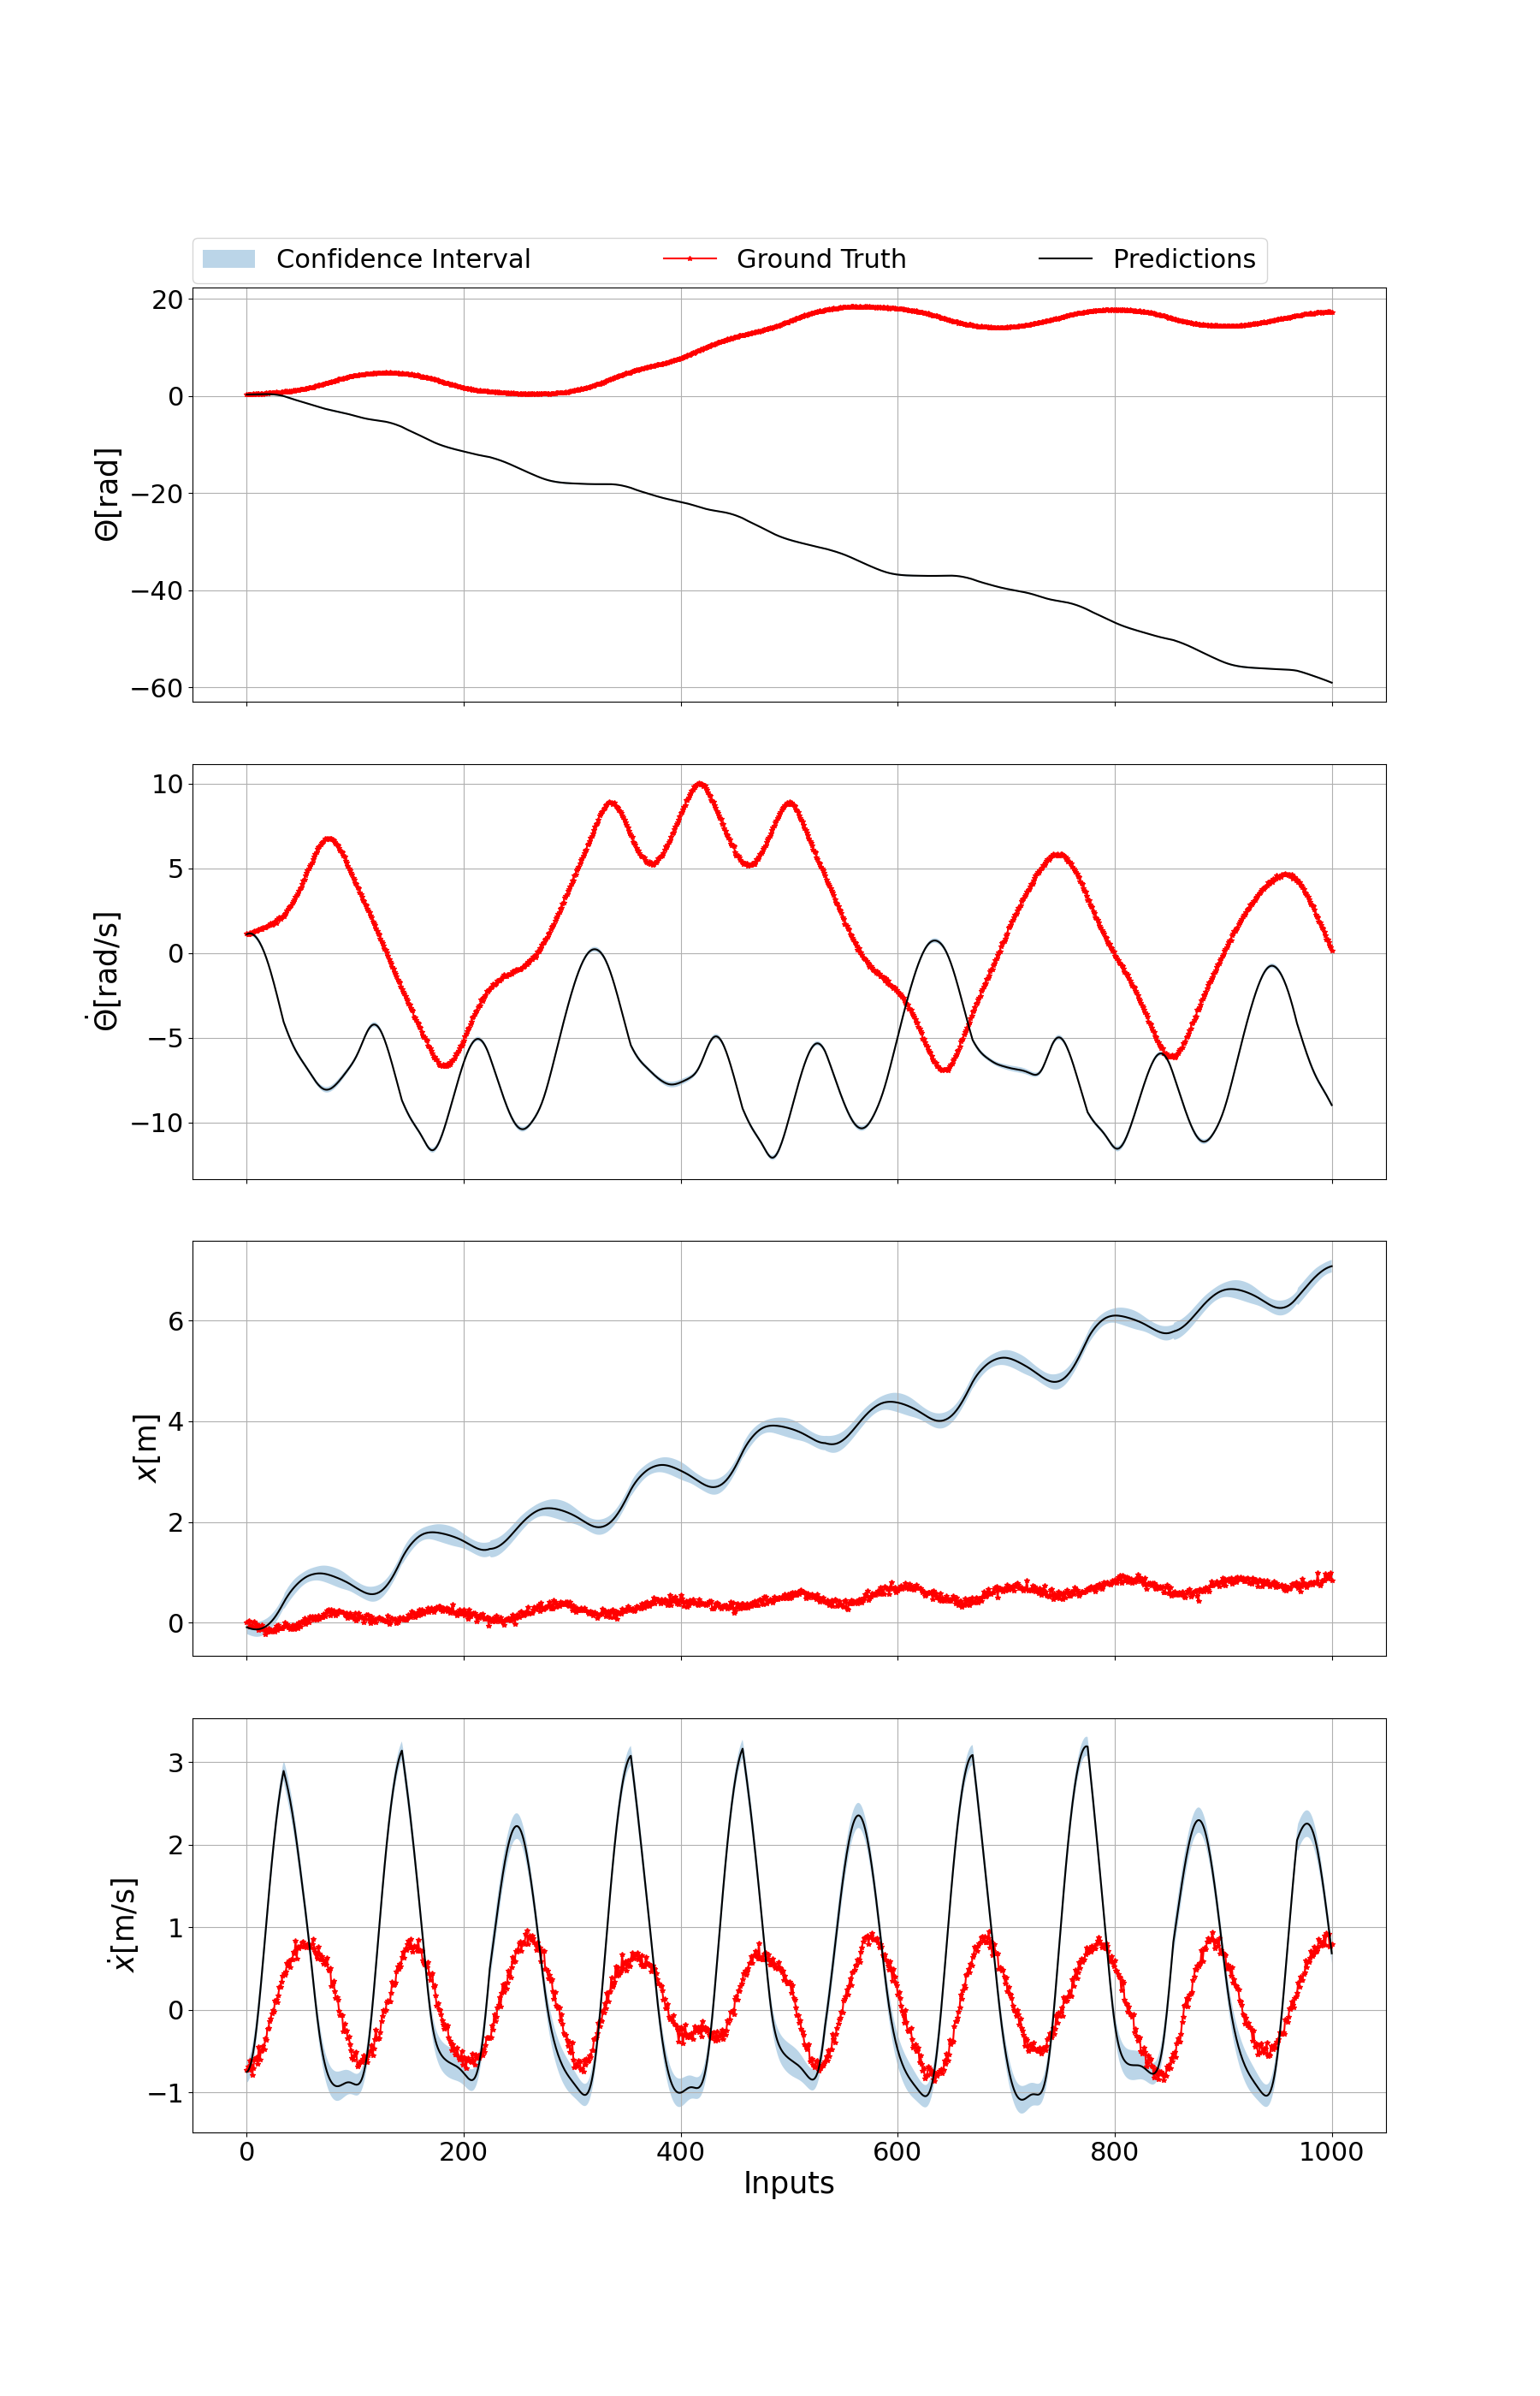 Confidence Interval Ground Truth Predictions
20
0
−20
−40
−60
Θ[rad]
10
5
0
−5
−10
Θ̇[rad/s]
6
4
2
0
x[m]
3
2
1
0
−1
ẋ[m/s]
0 200 400 600 800 1000
Inputs